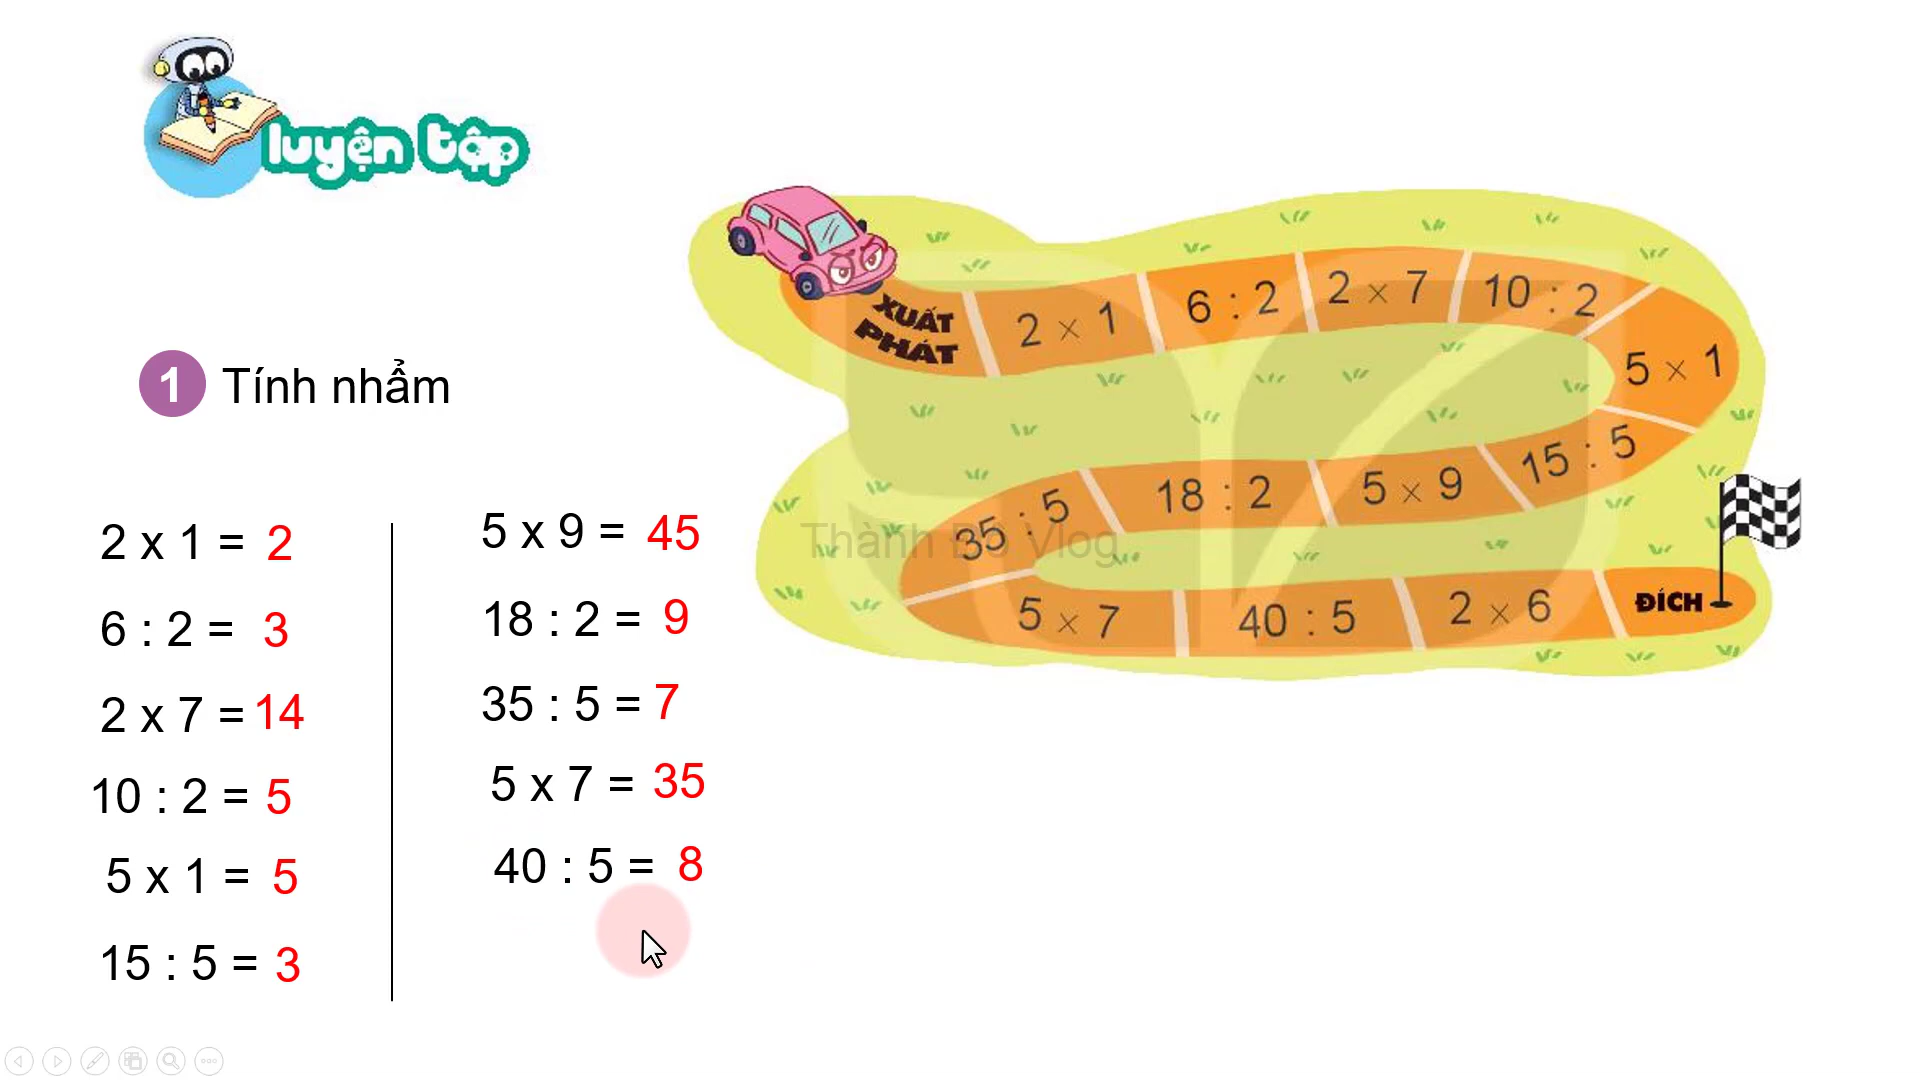 luyện tập
1 Tính nhẩm
2 x 1 = 2
6 : 2 = 3
2 x 7 = 14
10 : 2 = 5
5 x 1 = 5
15 : 5 = 3
5 x 9 = 45
18 : 2 = 9
35 : 5 = 7
5 x 7 = 35
40 : 5 = 8
XUẤT
PHÁT
2 × 1
6 : 2
2 × 7
10 : 2
5 × 1
15 : 5
5 × 9
18 : 2
35 : 5
5 × 7
40 : 5
2 × 6
ĐÍCH
Thành Đô Vlog